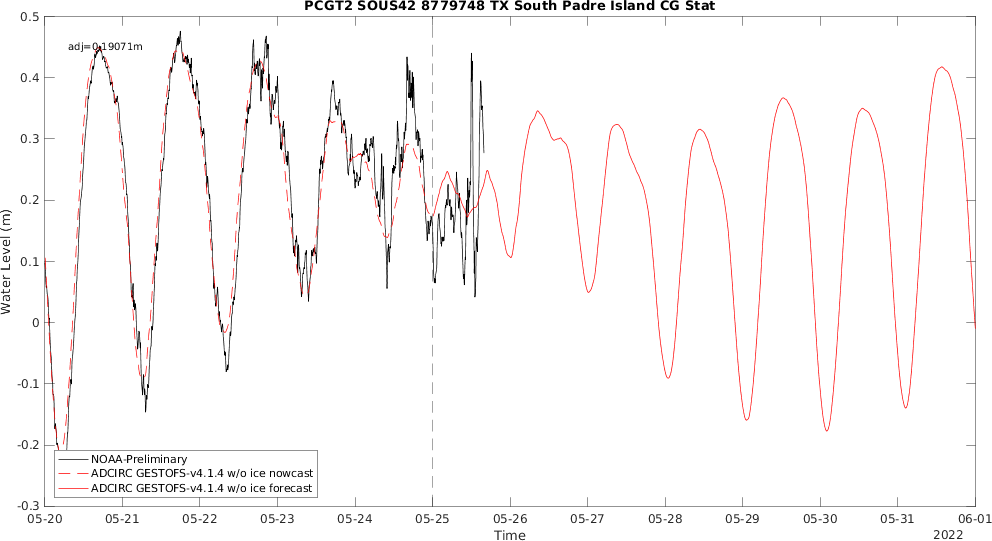 PCGT2 SOUS42 8779748 TX South Padre Island CG Stat
adj=0.19071m
Water Level (m)
0.5
0.4
0.3
0.2
0.1
0
-0.1
-0.2
-0.3
NOAA-Preliminary
ADCIRC GESTOFS-v4.1.4 w/o ice nowcast
ADCIRC GESTOFS-v4.1.4 w/o ice forecast
05-20 05-21 05-22 05-23 05-24 05-25 05-26 05-27 05-28 05-29 05-30 05-31 06-01
Time
2022